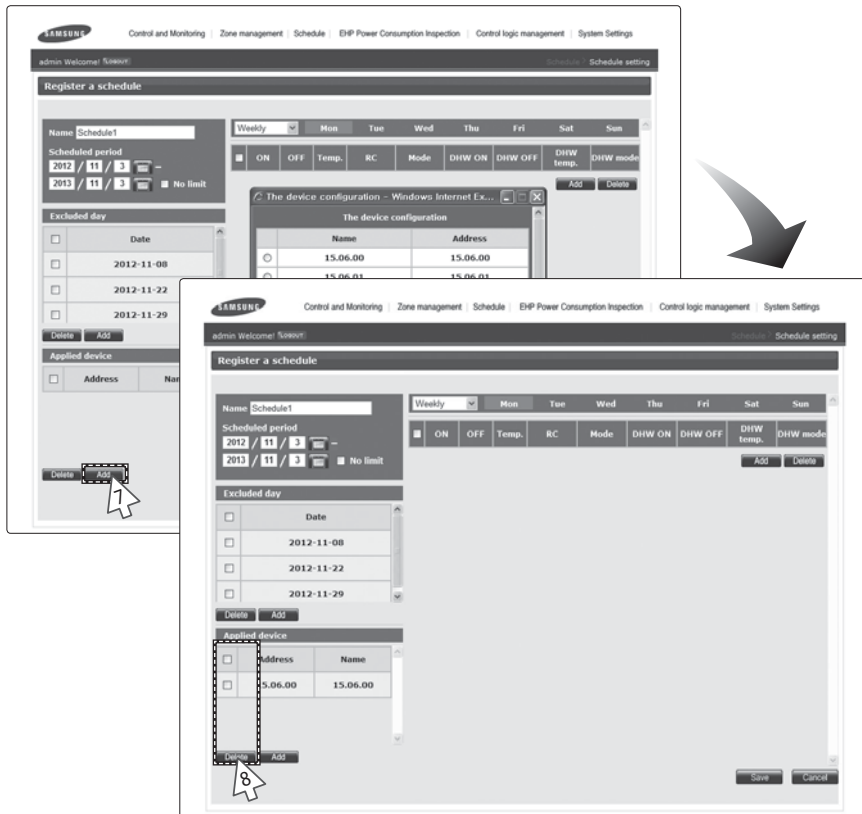 SAMSUNG Control and Monitoring | Zone management | Schedule | EHP Power Consumption Inspection | Control logic management | System Settings
admin Welcome! LOGOUT Schedule > Schedule setting
Register a schedule
Name Schedule1
Weekly Mon Tue Wed Thu Fri Sat Sun
Scheduled period
2012 / 11 / 3 –
2013 / 11 / 3 No limit
ON OFF Temp. RC Mode DHW ON DHW OFF DHW temp. DHW mode
Add Delete
The device configuration – Windows Internet Ex...
The device configuration
Name Address
15.06.00 15.06.00
15.06.01 15.06.01
Excluded day
Date
2012-11-08
2012-11-22
2012-11-29
Delete Add
Applied device
Address
Delete Add
7
SAMSUNG Control and Monitoring | Zone management | Schedule | EHP Power Consumption Inspection | Control logic management | System Settings
admin Welcome! LOGOUT Schedule > Schedule setting
Register a schedule
Name Schedule1
Weekly Mon Tue Wed Thu Fri Sat Sun
Scheduled period
2012 / 11 / 3 –
2013 / 11 / 3 No limit
ON OFF Temp. RC Mode DHW ON DHW OFF DHW temp. DHW mode
Add Delete
Excluded day
Date
2012-11-08
2012-11-22
2012-11-29
Delete Add
Applied device
Address Name
5.06.00 15.06.00
Delete Add
8
Save Cancel